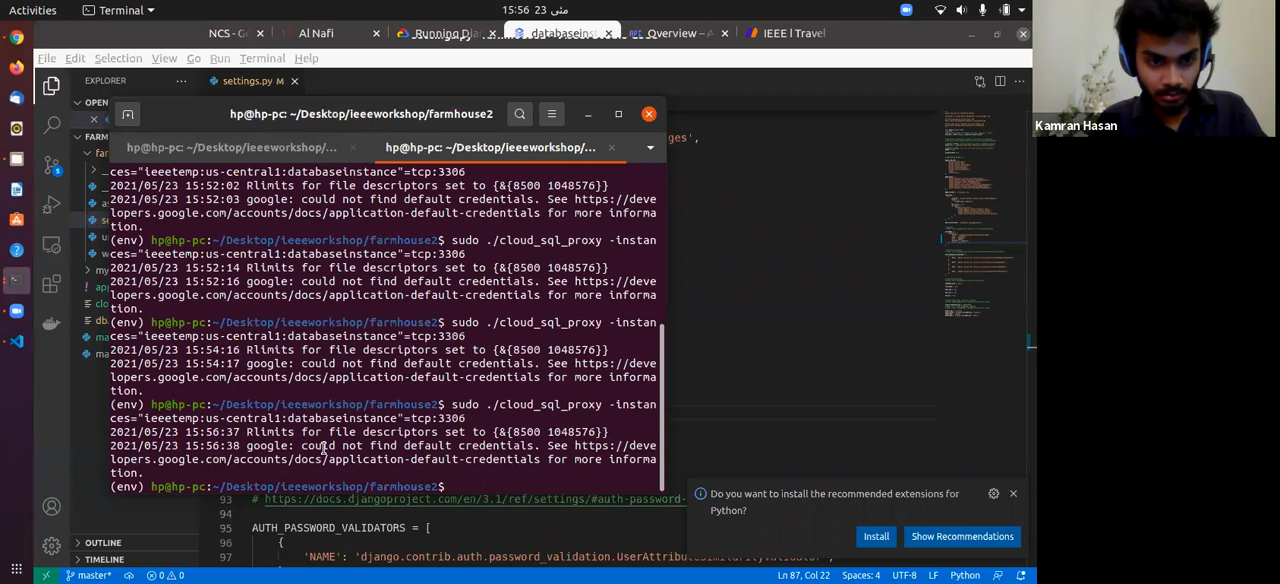 Activities
Terminal
15:56 23 مئی
NCS - G
Al Nafi
Running Dja
databaseins
Overview – A
IEEE | Travel
File Edit Selection View Go Run Terminal Help
EXPLORER
settings.py
OPEN
FARM
hp@hp-pc: ~/Desktop/ieeeworkshop/farmhouse2
hp@hp-pc: ~/Desktop/ieeeworkshop/...
hp@hp-pc: ~/Desktop/ieeeworkshop/...
ces="ieeetemp:us-central1:databaseinstance"=tcp:3306
2021/05/23 15:52:02 Rlimits for file descriptors set to {&{8500 1048576}}
2021/05/23 15:52:03 google: could not find default credentials. See https://deve
lopers.google.com/accounts/docs/application-default-credentials for more informa
tion.
(env) hp@hp-pc:~/Desktop/ieeeworkshop/farmhouse2$ sudo ./cloud_sql_proxy -instan
ces="ieeetemp:us-central1:databaseinstance"=tcp:3306
2021/05/23 15:52:14 Rlimits for file descriptors set to {&{8500 1048576}}
2021/05/23 15:52:16 google: could not find default credentials. See https://deve
lopers.google.com/accounts/docs/application-default-credentials for more informa
tion.
(env) hp@hp-pc:~/Desktop/ieeeworkshop/farmhouse2$ sudo ./cloud_sql_proxy -instan
ces="ieeetemp:us-central1:databaseinstance"=tcp:3306
2021/05/23 15:54:16 Rlimits for file descriptors set to {&{8500 1048576}}
2021/05/23 15:54:17 google: could not find default credentials. See https://deve
lopers.google.com/accounts/docs/application-default-credentials for more informa
tion.
(env) hp@hp-pc:~/Desktop/ieeeworkshop/farmhouse2$ sudo ./cloud_sql_proxy -instan
ces="ieeetemp:us-central1:databaseinstance"=tcp:3306
2021/05/23 15:56:37 Rlimits for file descriptors set to {&{8500 1048576}}
2021/05/23 15:56:38 google: could not find default credentials. See https://deve
lopers.google.com/accounts/docs/application-default-credentials for more informa
tion.
(env) hp@hp-pc:~/Desktop/ieeeworkshop/farmhouse2$
ges',
93 # https://docs.djangoproject.com/en/3.1/ref/settings/#auth-password-
94
95 AUTH_PASSWORD_VALIDATORS = [
96 {
97 'NAME': 'django.contrib.auth.password_validation.UserAttributeSimilarityValidator',
Do you want to install the recommended extensions for
Python?
Install
Show Recommendations
OUTLINE
TIMELINE
master*
0 0
Ln 87, Col 22
Spaces: 4
UTF-8
LF
Python
Kamran Hasan